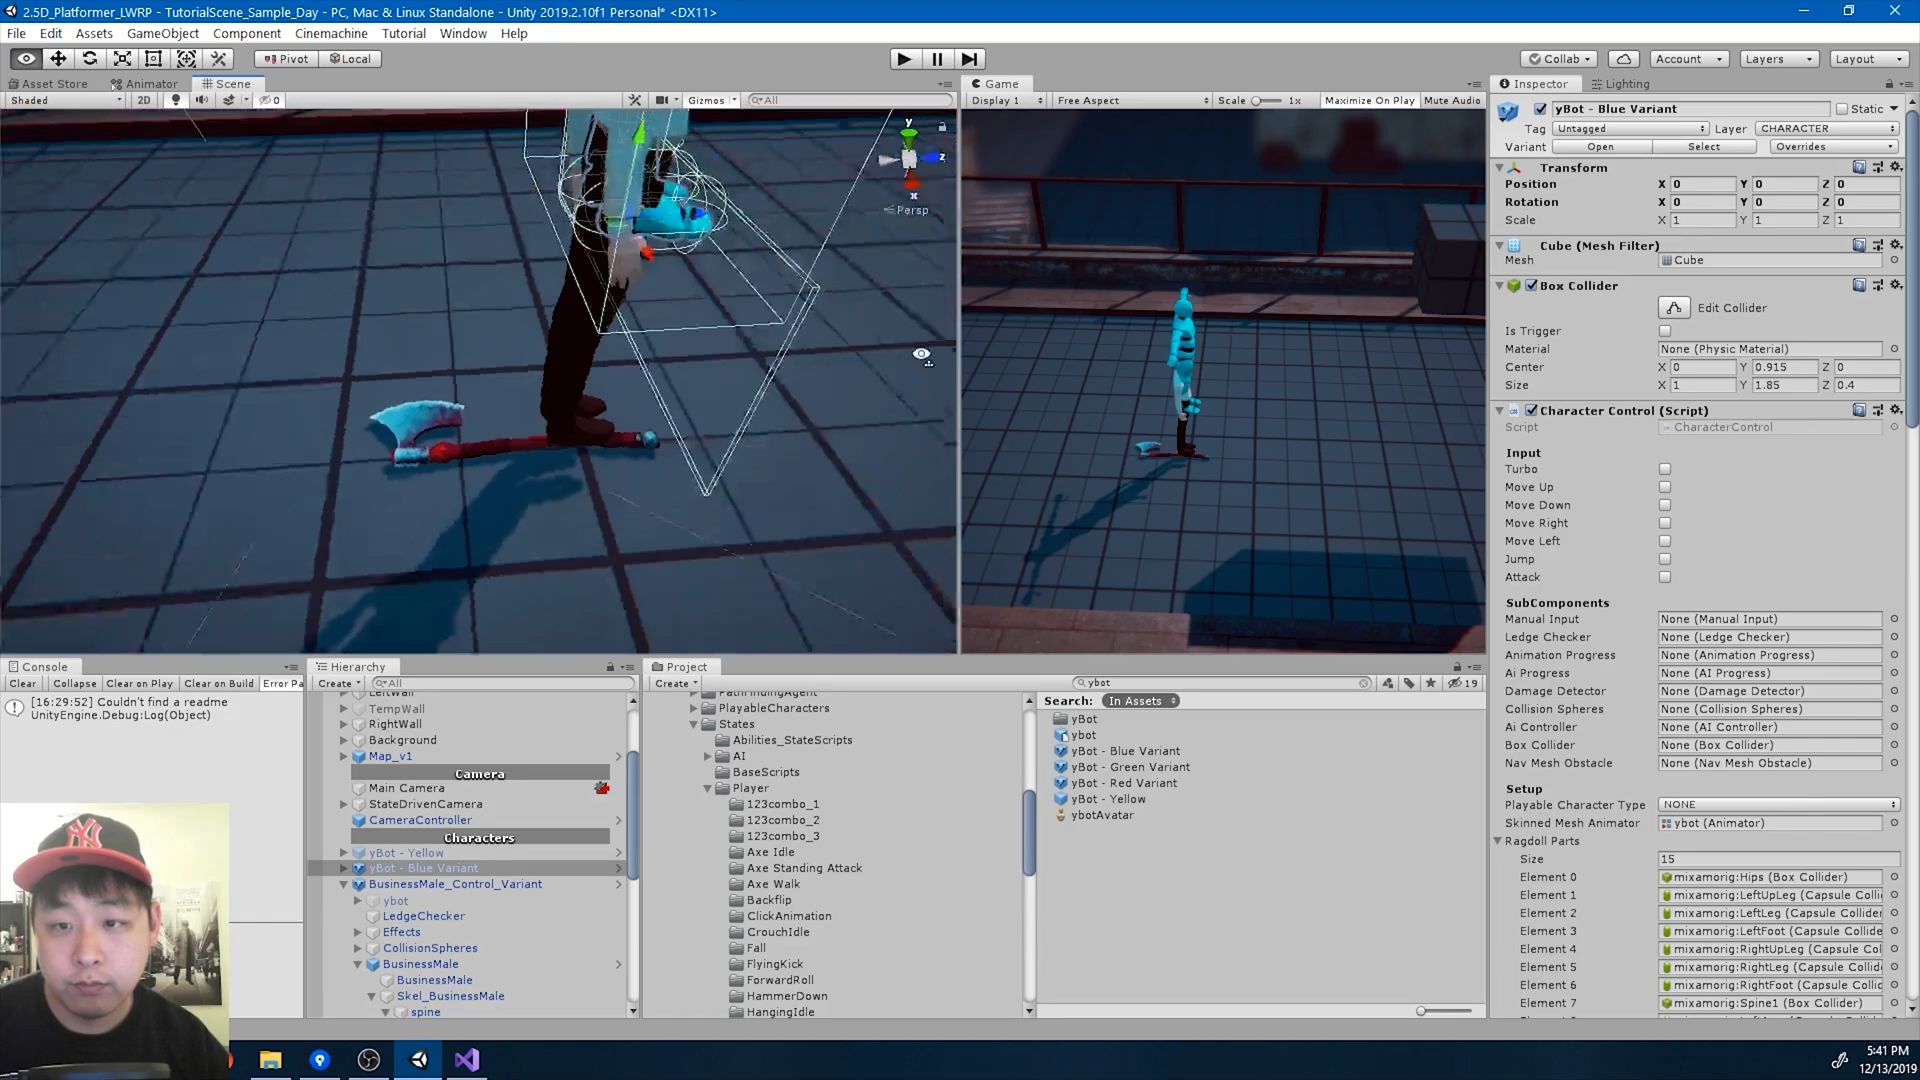 2.5D_Platformer_LWRP - TutorialScene_Sample_Day - PC, Mac & Linux Standalone - Unity 2019.2.10f1 Personal* <DX11>
File Edit Assets GameObject Component Cinemachine Tutorial Window Help
Pivot Local Collab Account Layers Layout
Asset Store Animator Scene Game Inspector Lighting
Shaded 2D 0 Gizmos All Display 1 Free Aspect Scale 1x Maximize On Play Mute Audio
y
z
x
Persp
yBot - Blue Variant Static
Tag Untagged Layer CHARACTER
Variant Open Select Overrides
Transform
Position X 0 Y 0 Z 0
Rotation X 0 Y 0 Z 0
Scale X 1 Y 1 Z 1
Cube (Mesh Filter)
Mesh Cube
Box Collider
Edit Collider
Is Trigger
Material None (Physic Material)
Center X 0 Y 0.915 Z 0
Size X 1 Y 1.85 Z 0.4
Character Control (Script)
Script CharacterControl
Input
Turbo
Move Up
Move Down
Move Right
Move Left
Jump
Attack
SubComponents
Manual Input None (Manual Input)
Ledge Checker None (Ledge Checker)
Animation Progress None (Animation Progress)
Ai Progress None (AI Progress)
Damage Detector None (Damage Detector)
Collision Spheres None (Collision Spheres)
Ai Controller None (AI Controller)
Box Collider None (Box Collider)
Nav Mesh Obstacle None (Nav Mesh Obstacle)
Setup
Playable Character Type NONE
Skinned Mesh Animator ybot (Animator)
Ragdoll Parts
Size 15
Element 0 mixamorig:Hips (Box Collider)
Element 1 mixamorig:LeftUpLeg (Capsule Colli
Element 2 mixamorig:LeftLeg (Capsule Collider
Element 3 mixamorig:LeftFoot (Capsule Collide
Element 4 mixamorig:RightUpLeg (Capsule Col
Element 5 mixamorig:RightLeg (Capsule Collid
Element 6 mixamorig:RightFoot (Capsule Collid
Element 7 mixamorig:Spine1 (Box Collider)
Console
Clear Collapse Clear on Play Clear on Build Error Pa
[16:29:52] Couldn't find a readme
UnityEngine.Debug:Log(Object)
Hierarchy
Create All
LeftWall
TempWall
RightWall
Background
Map_v1
Camera
Main Camera
StateDrivenCamera
CameraController
Characters
yBot - Yellow
yBot - Blue Variant
BusinessMale_Control_Variant
ybot
LedgeChecker
Effects
CollisionSpheres
BusinessMale
BusinessMale
Skel_BusinessMale
spine
Project
Create ybot 19
PathFindingAgent
PlayableCharacters
States
Abilities_StateScripts
AI
BaseScripts
Player
123combo_1
123combo_2
123combo_3
Axe Idle
Axe Standing Attack
Axe Walk
Backflip
ClickAnimation
CrouchIdle
Fall
FlyingKick
ForwardRoll
HammerDown
HangingIdle
Search: In Assets
yBot
ybot
yBot - Blue Variant
yBot - Green Variant
yBot - Red Variant
yBot - Yellow
ybotAvatar
5:41 PM
12/13/2019